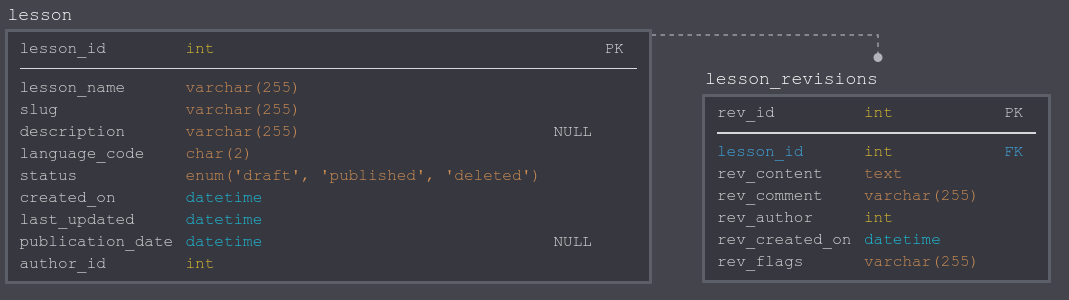 lesson
lesson_id int PK
lesson_name varchar(255)
slug varchar(255)
description varchar(255) NULL
language_code char(2)
status enum('draft', 'published', 'deleted')
created_on datetime
last_updated datetime
publication_date datetime NULL
author_id int
lesson_revisions
rev_id int PK
lesson_id int FK
rev_content text
rev_comment varchar(255)
rev_author int
rev_created_on datetime
rev_flags varchar(255)